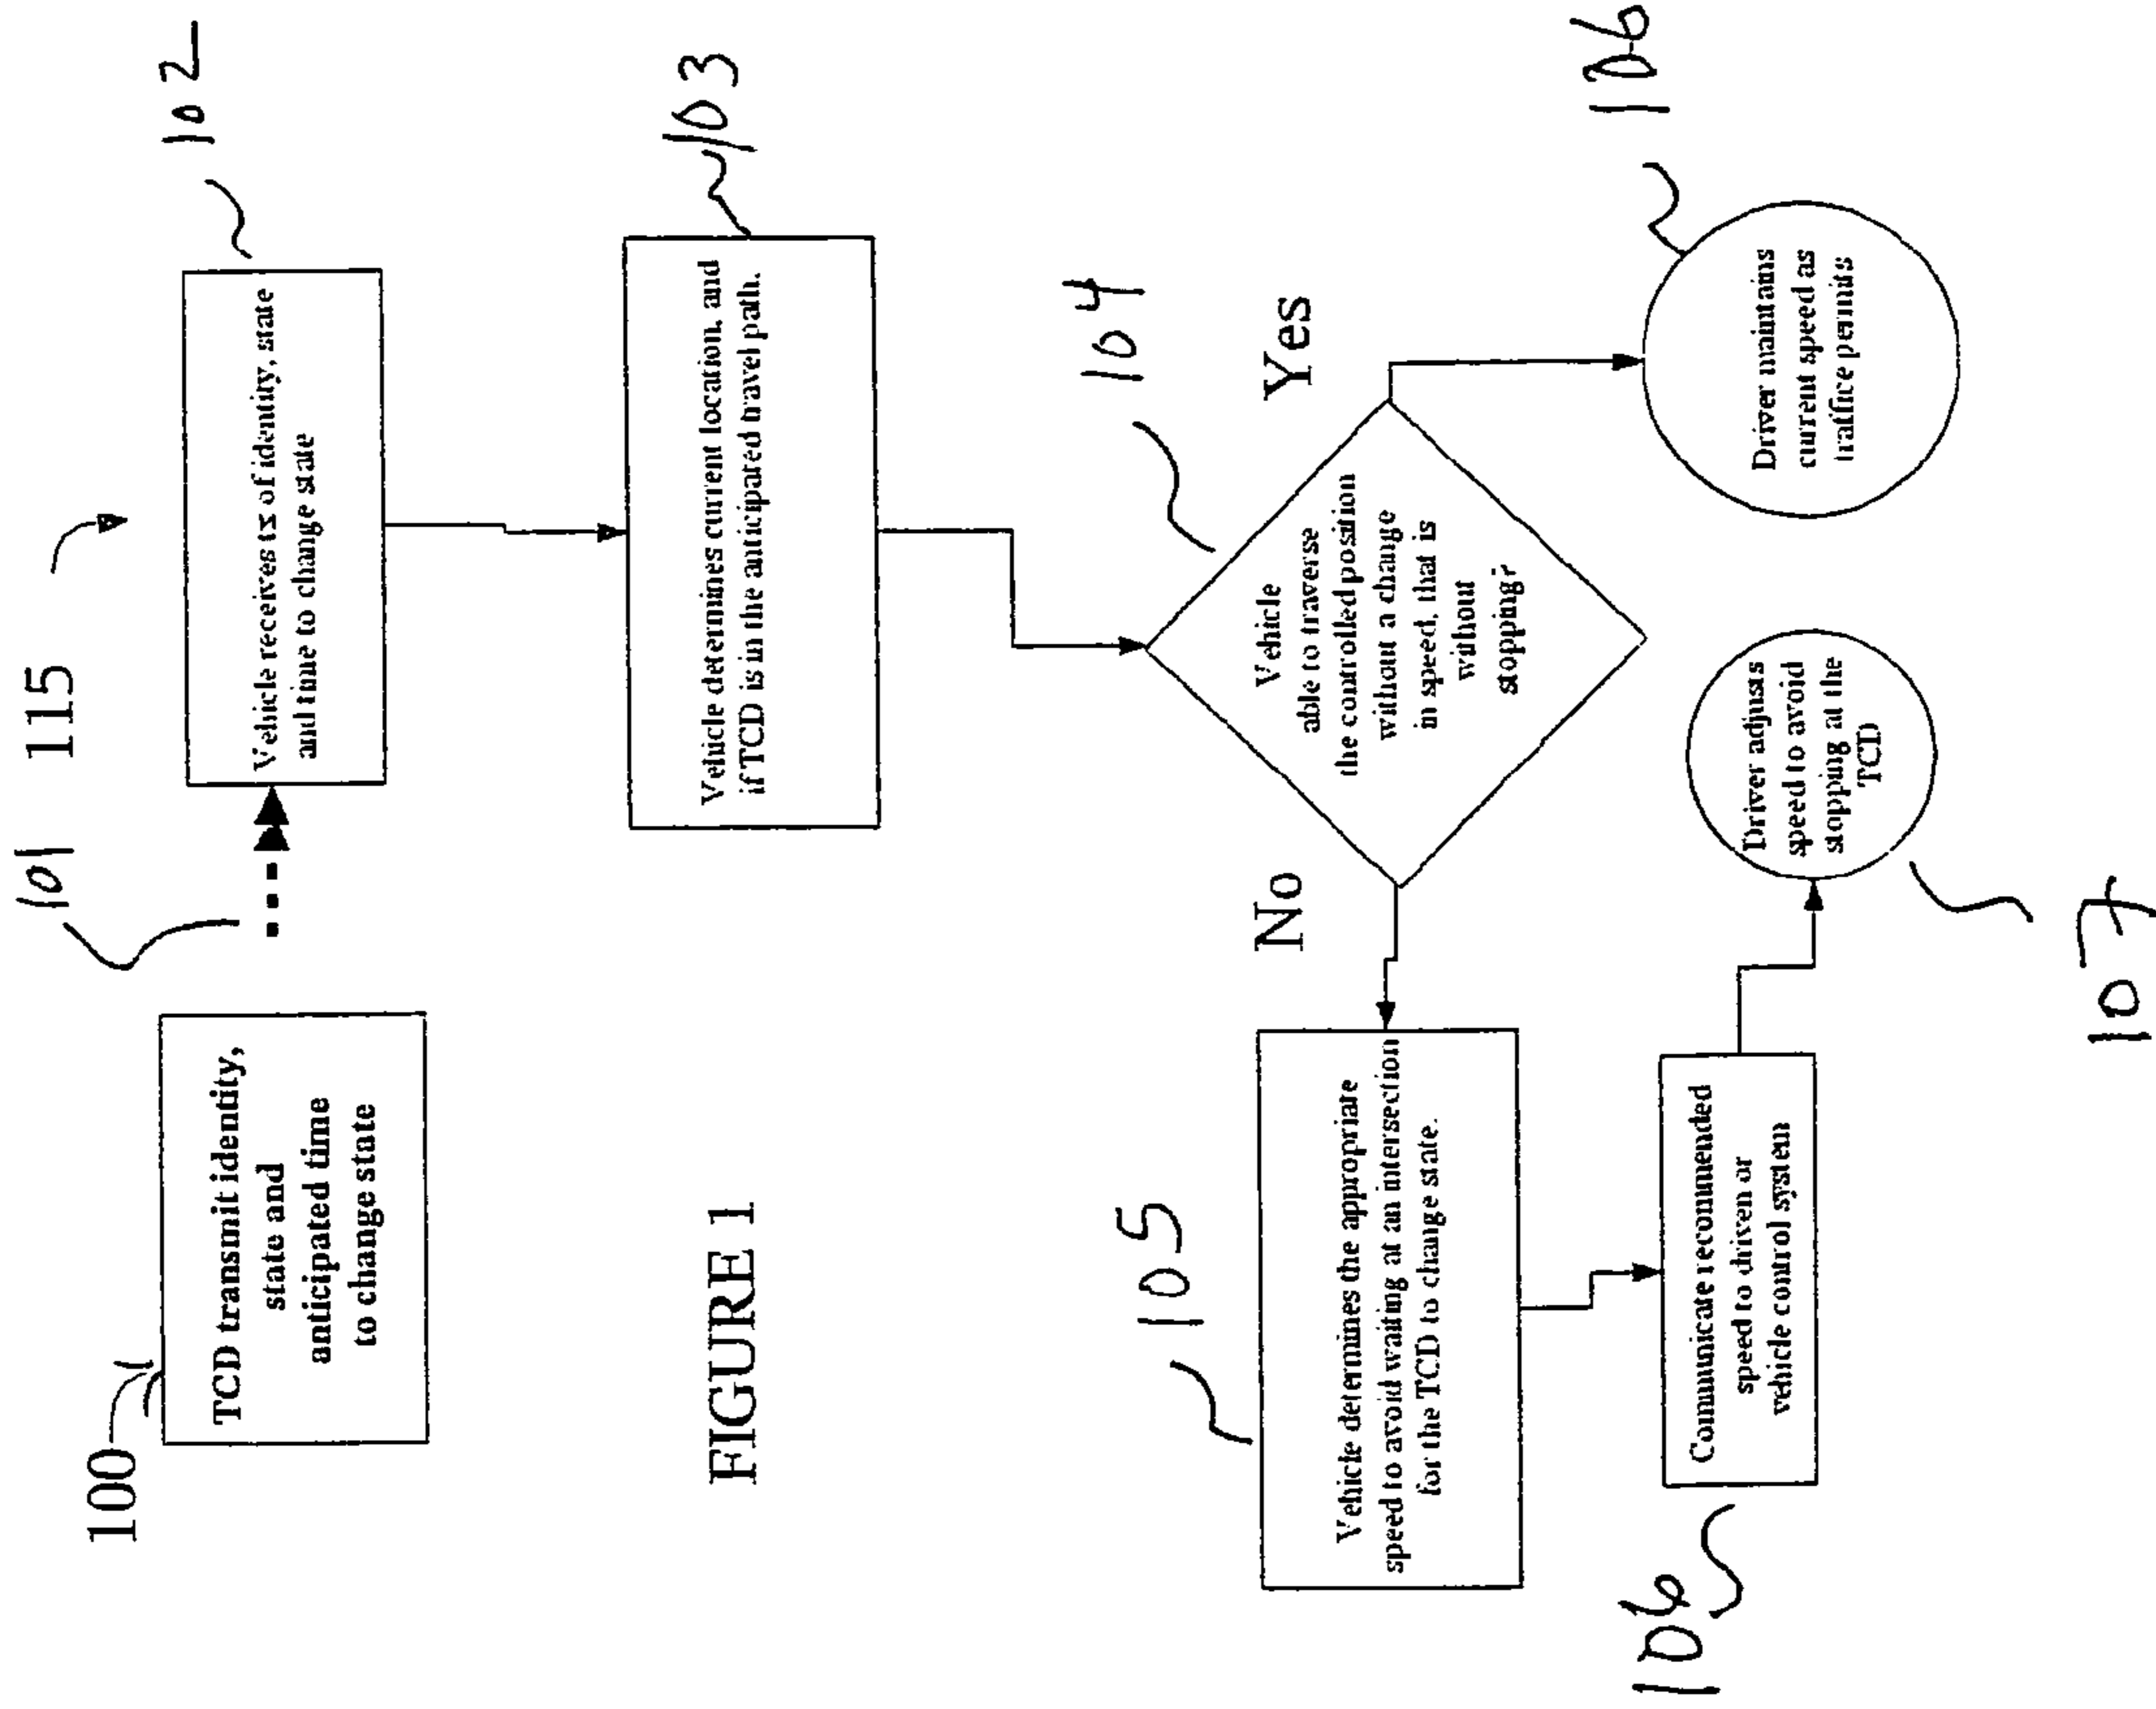 115
100
TCD transmit identity,
state and
anticipated time
to change state
101
102
Vehicle receives of identity, state
and time to change state
103
Vehicle determines current location, and
if TCD is in the anticipated travel path.
FIGURE 1
104
Vehicle
able to traverse
the controlled position
without a change
in speed, that is
without
stopping?
No
Yes
105
Vehicle determines the appropriate
speed to avoid waiting at an intersection
for the TCD to change state.
106
Communicate recommended
speed to driven or
vehicle control system
Driver adjusts
speed to avoid
stopping at the
TCD
107
106
Driver maintains
current speed as
traffice permits